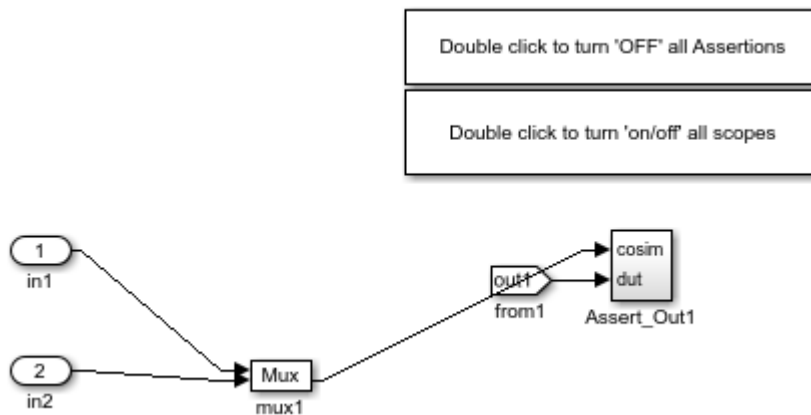 Double click to turn 'OFF' all Assertions
Double click to turn 'on/off' all scopes
1
in1
cosim
out1
dut
from1
Assert_Out1
2
in2
Mux
mux1